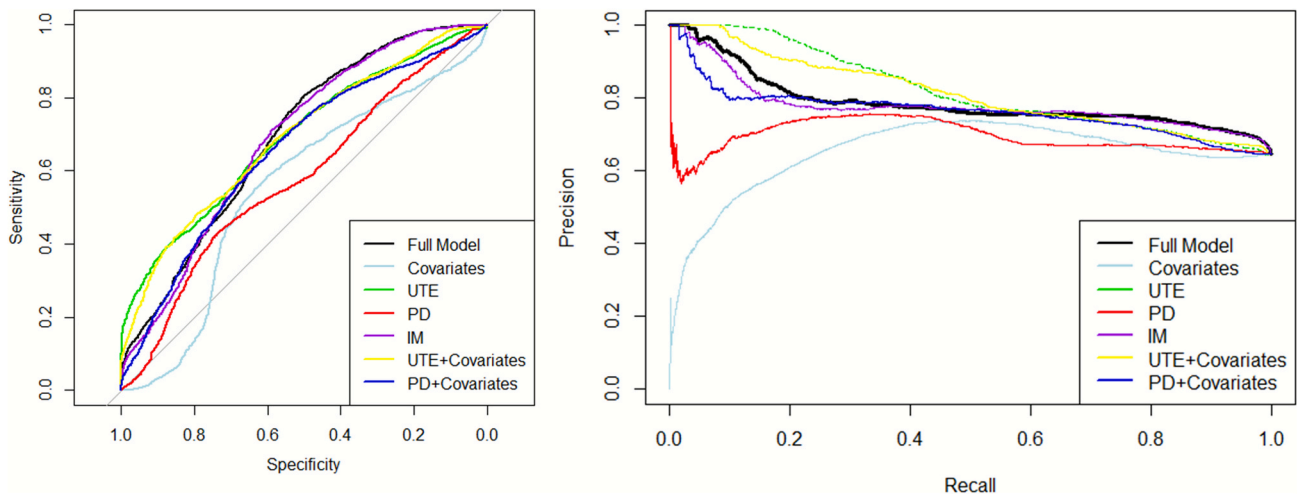 1.0
0.8
0.6
0.4
0.2
0.0
Sensitivity
Full Model
Covariates
UTE
PD
IM
UTE+Covariates
PD+Covariates
1.0 0.8 0.6 0.4 0.2 0.0
Specificity
1.0
0.8
0.6
0.4
0.2
0.0
Precision
Full Model
Covariates
UTE
PD
IM
UTE+Covariates
PD+Covariates
0.0 0.2 0.4 0.6 0.8 1.0
Recall